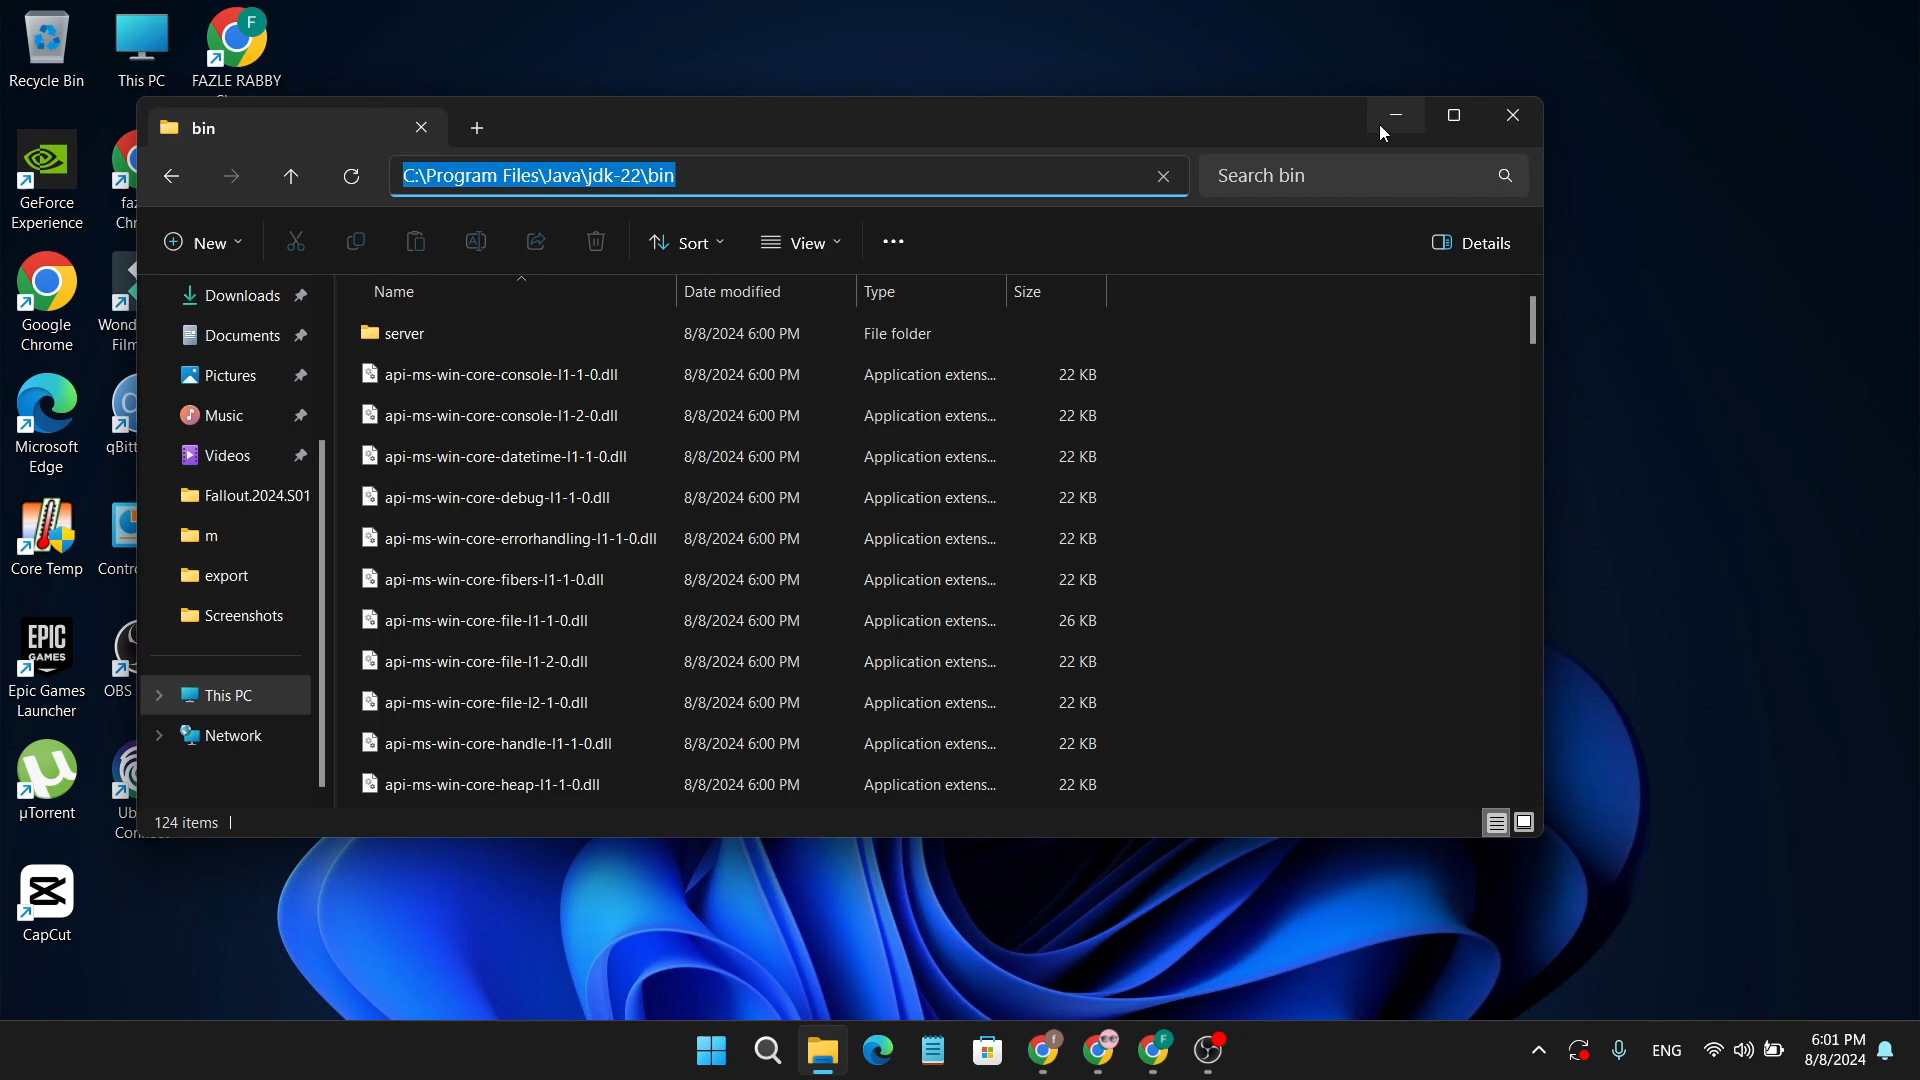 Recycle Bin
This PC
FAZLE RABBY
F
GeForce
Experience
Google
Chrome
Microsoft
Edge
Core Temp
EPIC
GAMES
Epic Games
Launcher
OBS
µTorrent
CapCut
bin
C:\Program Files\Java\jdk-22\bin
Search bin
New
Sort
View
Details
Name Date modified Type Size
Downloads
Documents
Pictures
Music
Videos
Fallout.2024.S01
m
export
Screenshots
This PC
Network
server 8/8/2024 6:00 PM File folder
api-ms-win-core-console-l1-1-0.dll 8/8/2024 6:00 PM Application extens... 22 KB
api-ms-win-core-console-l1-2-0.dll 8/8/2024 6:00 PM Application extens... 22 KB
api-ms-win-core-datetime-l1-1-0.dll 8/8/2024 6:00 PM Application extens... 22 KB
api-ms-win-core-debug-l1-1-0.dll 8/8/2024 6:00 PM Application extens... 22 KB
api-ms-win-core-errorhandling-l1-1-0.dll 8/8/2024 6:00 PM Application extens... 22 KB
api-ms-win-core-fibers-l1-1-0.dll 8/8/2024 6:00 PM Application extens... 22 KB
api-ms-win-core-file-l1-1-0.dll 8/8/2024 6:00 PM Application extens... 26 KB
api-ms-win-core-file-l1-2-0.dll 8/8/2024 6:00 PM Application extens... 22 KB
api-ms-win-core-file-l2-1-0.dll 8/8/2024 6:00 PM Application extens... 22 KB
api-ms-win-core-handle-l1-1-0.dll 8/8/2024 6:00 PM Application extens... 22 KB
api-ms-win-core-heap-l1-1-0.dll 8/8/2024 6:00 PM Application extens... 22 KB
124 items
ENG
6:01 PM
8/8/2024